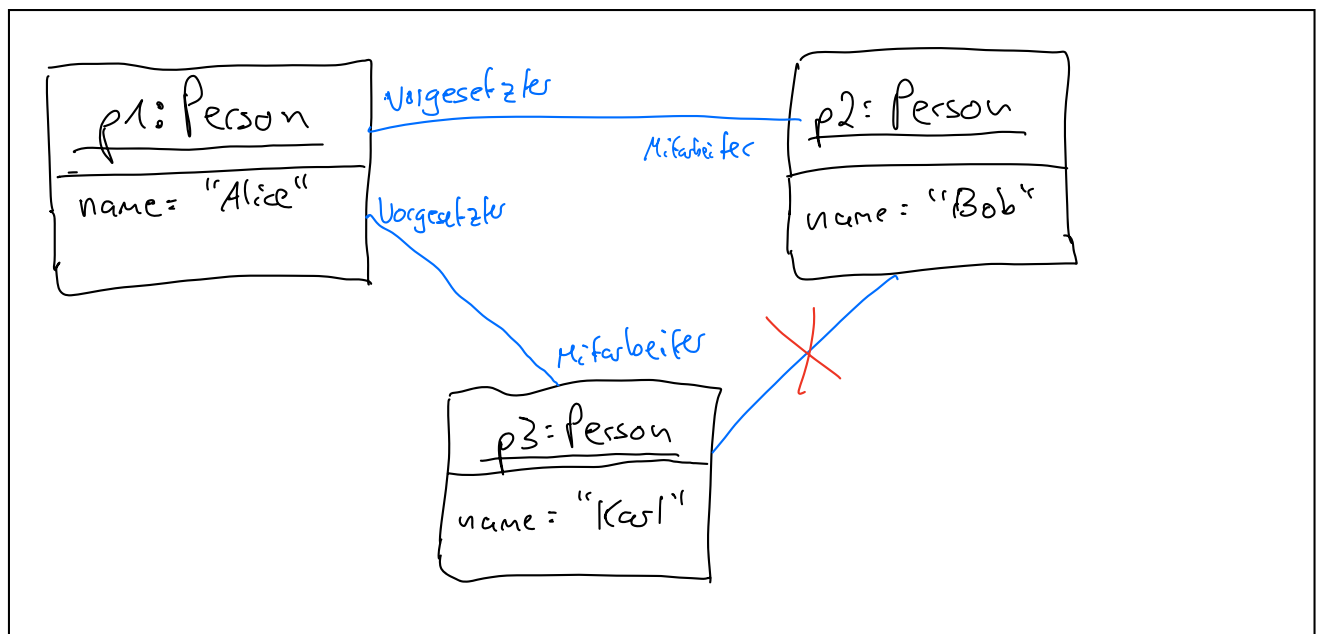 p1: Person
name= "Alice"
Vorgesetzter
Mitarbeiter
p2: Person
name= "Bob"
Vorgesetzter
Mitarbeiter
p3: Person
name= "Karl"